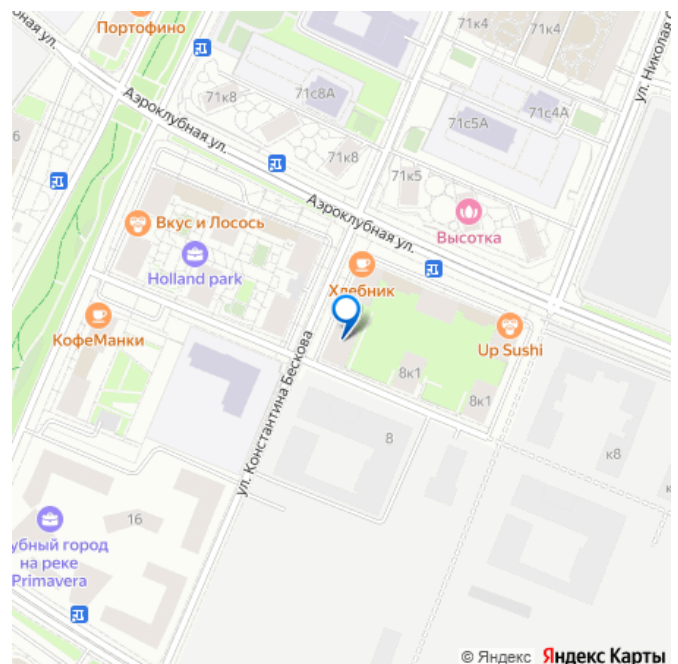 Портофино
71к4
71к4
ная ул.
ул. Николая С
71с8А
71к8
71с4А
71с5А
Аэроклубная ул.
71к8
71к5
Аэроклубная ул.
Вкус и Лосось
Высотка
Holland park
Хлебник
КофеМанки
Up Sushi
8к1
8к1
ул. Константина Бескова
8
к8
к
16
убный город
на реке
Primavera
© Яндекс Яндекс Карты